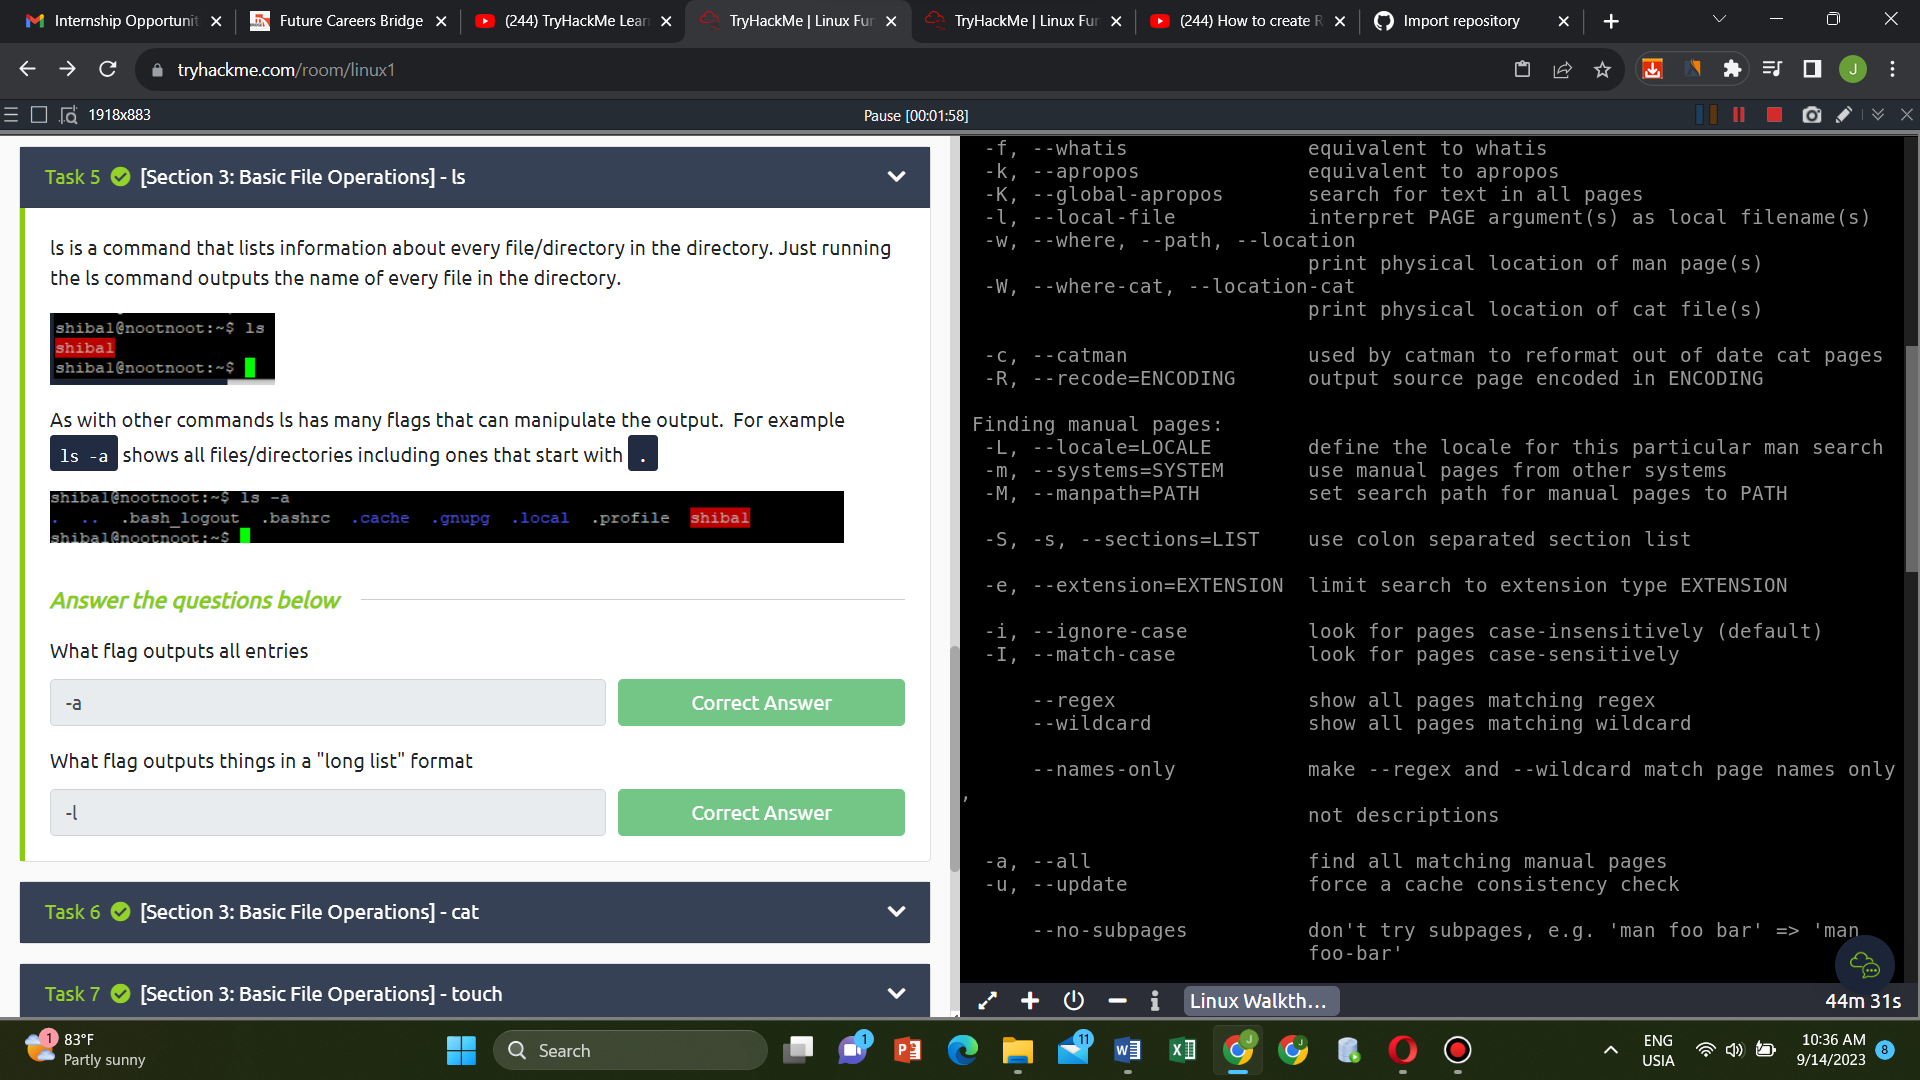 Internship Opportunit
Future Careers Bridge
(244) TryHackMe Lear
TryHackMe | Linux Fun
TryHackMe | Linux Fun
(244) How to create R
Import repository
tryhackme.com/room/linux1
J
1918x883
Pause [00:01:58]
Task 5 [Section 3: Basic File Operations] - ls
ls is a command that lists information about every file/directory in the directory. Just running
the ls command outputs the name of every file in the directory.
shibal@nootnoot:~$ ls
shibal
shibal@nootnoot:~$
As with other commands ls has many flags that can manipulate the output. For example
ls -a shows all files/directories including ones that start with .
shibal@nootnoot:~$ ls -a
. .. .bash_logout .bashrc .cache .gnupg .local .profile shibal
shibal@nootnoot:~$
Answer the questions below
What flag outputs all entries
-a
Correct Answer
What flag outputs things in a "long list" format
-l
Correct Answer
Task 6 [Section 3: Basic File Operations] - cat
Task 7 [Section 3: Basic File Operations] - touch
-f, --whatis equivalent to whatis
-k, --apropos equivalent to apropos
-K, --global-apropos search for text in all pages
-l, --local-file interpret PAGE argument(s) as local filename(s)
-w, --where, --path, --location
print physical location of man page(s)
-W, --where-cat, --location-cat
print physical location of cat file(s)
-c, --catman used by catman to reformat out of date cat pages
-R, --recode=ENCODING output source page encoded in ENCODING
Finding manual pages:
-L, --locale=LOCALE define the locale for this particular man search
-m, --systems=SYSTEM use manual pages from other systems
-M, --manpath=PATH set search path for manual pages to PATH
-S, -s, --sections=LIST use colon separated section list
-e, --extension=EXTENSION limit search to extension type EXTENSION
-i, --ignore-case look for pages case-insensitively (default)
-I, --match-case look for pages case-sensitively
--regex show all pages matching regex
--wildcard show all pages matching wildcard
--names-only make --regex and --wildcard match page names only
,
not descriptions
-a, --all find all matching manual pages
-u, --update force a cache consistency check
--no-subpages don't try subpages, e.g. 'man foo bar' => 'man
foo-bar'
Linux Walkth...
44m 31s
1
83°F
Partly sunny
Search
1
11
J
J
ENG
USIA
10:36 AM
9/14/2023
8